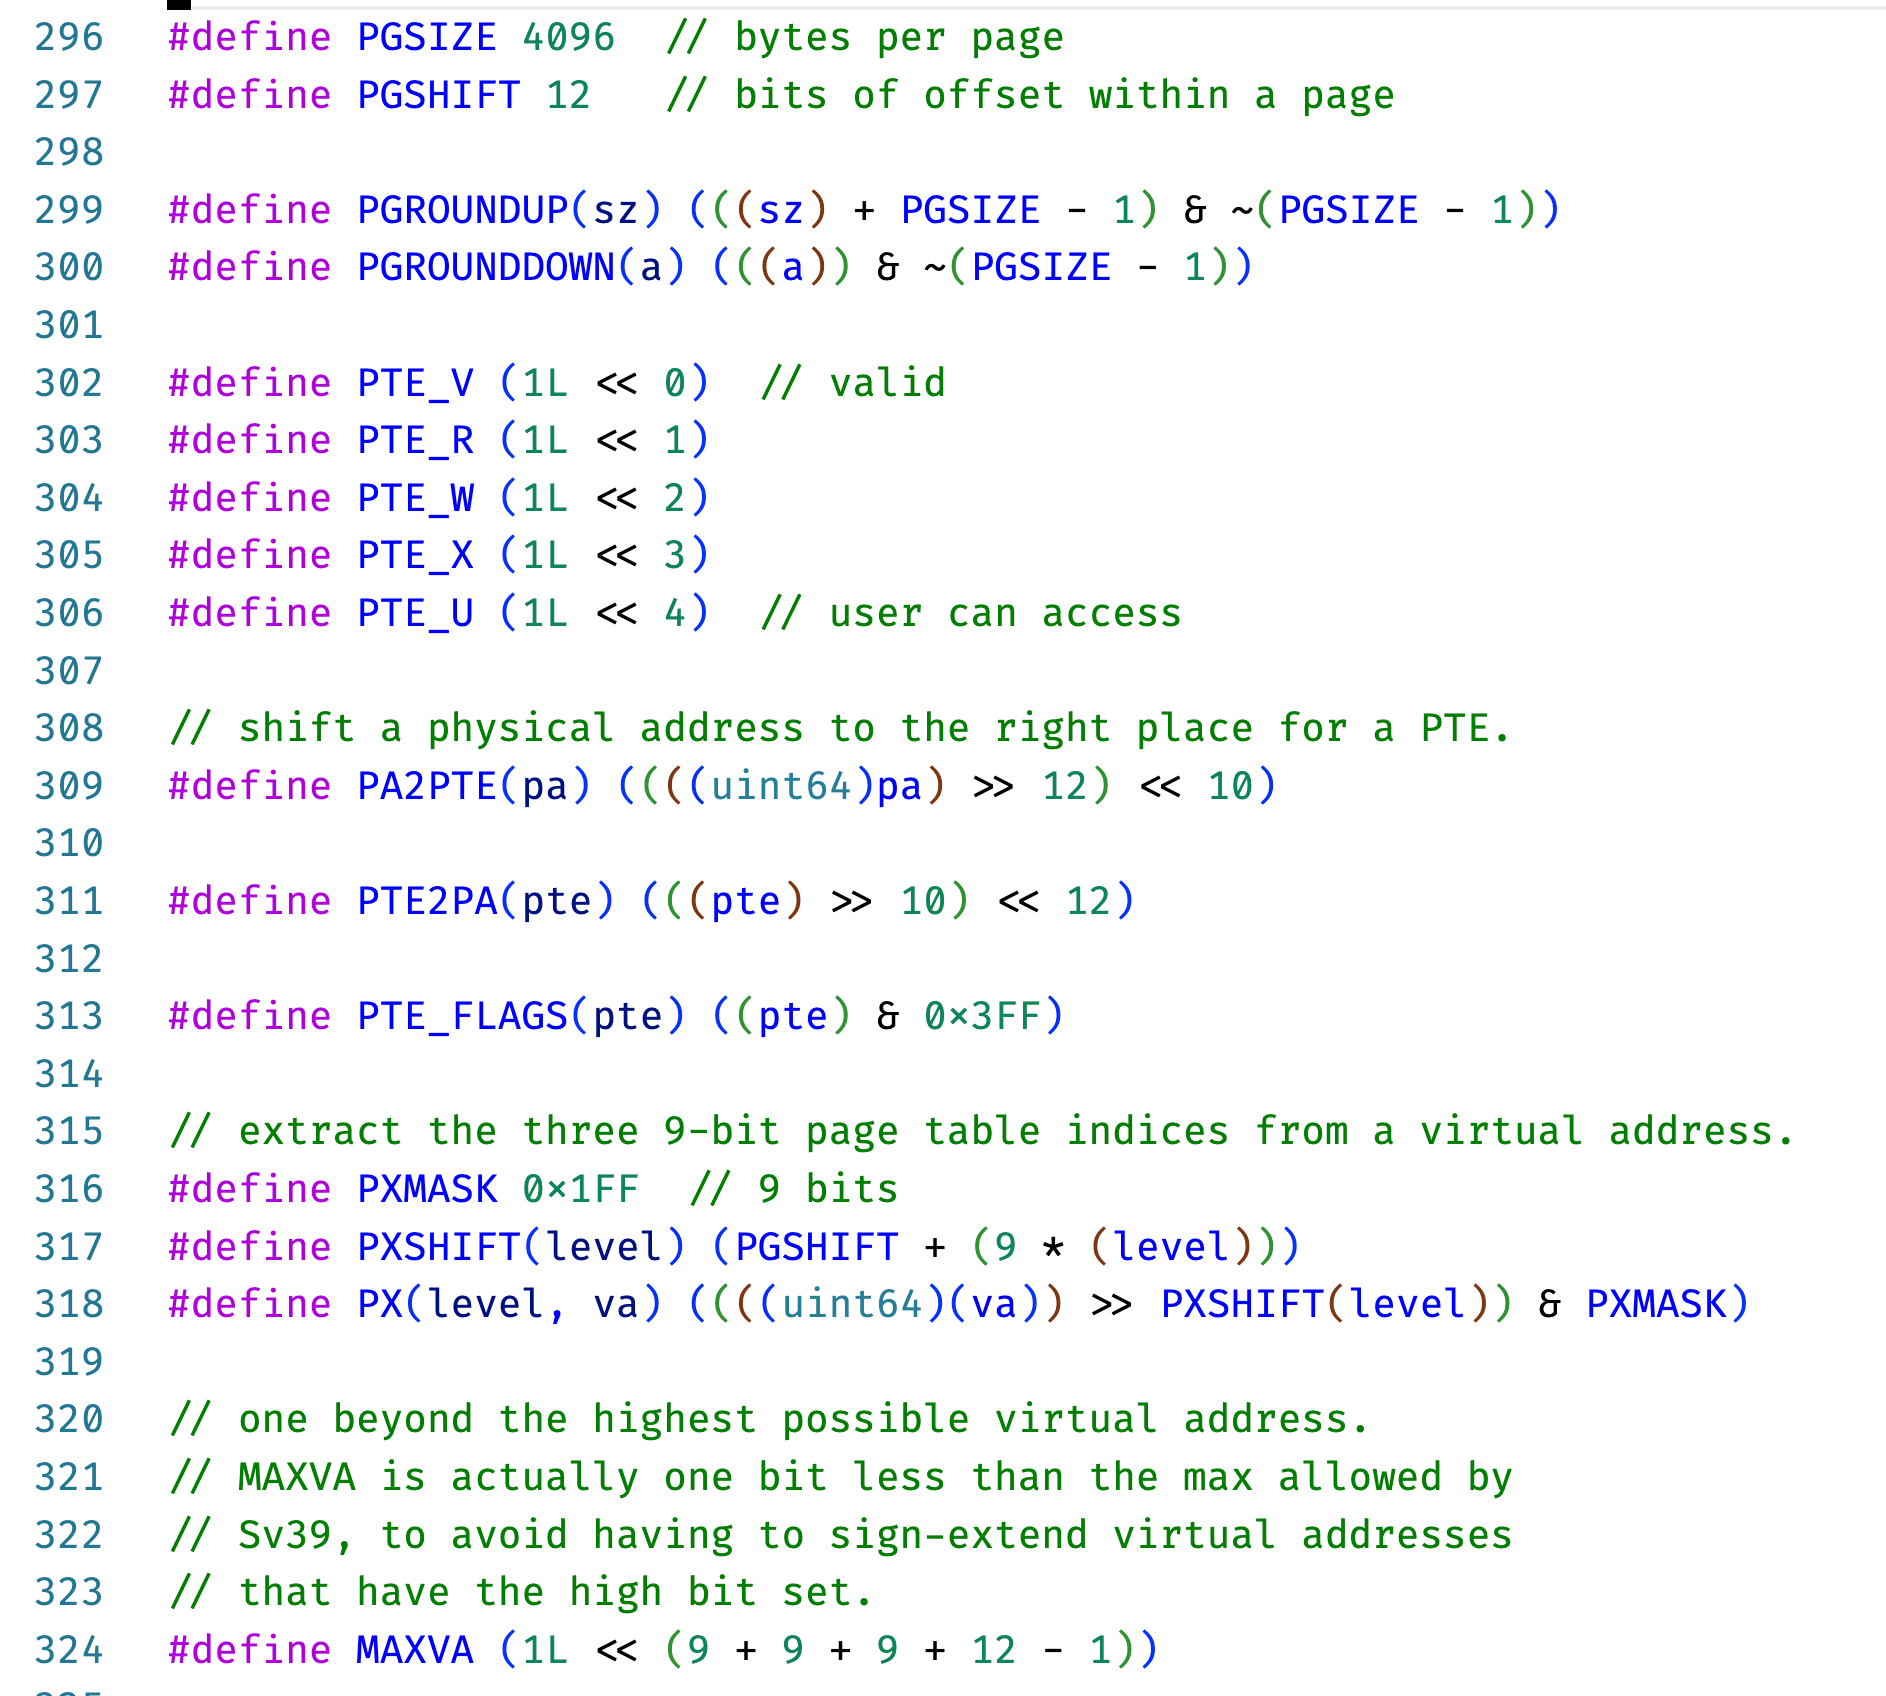 296 #define PGSIZE 4096  // bytes per page
297 #define PGSHIFT 12   // bits of offset within a page
298
299 #define PGROUNDUP(sz) (((sz) + PGSIZE - 1) & ~(PGSIZE - 1))
300 #define PGROUNDDOWN(a) (((a)) & ~(PGSIZE - 1))
301
302 #define PTE_V (1L << 0)  // valid
303 #define PTE_R (1L << 1)
304 #define PTE_W (1L << 2)
305 #define PTE_X (1L << 3)
306 #define PTE_U (1L << 4)  // user can access
307
308 // shift a physical address to the right place for a PTE.
309 #define PA2PTE(pa) ((((uint64)pa) >> 12) << 10)
310
311 #define PTE2PA(pte) (((pte) >> 10) << 12)
312
313 #define PTE_FLAGS(pte) ((pte) & 0x3FF)
314
315 // extract the three 9-bit page table indices from a virtual address.
316 #define PXMASK 0x1FF  // 9 bits
317 #define PXSHIFT(level) (PGSHIFT + (9 * (level)))
318 #define PX(level, va) ((((uint64)(va)) >> PXSHIFT(level)) & PXMASK)
319
320 // one beyond the highest possible virtual address.
321 // MAXVA is actually one bit less than the max allowed by
322 // Sv39, to avoid having to sign-extend virtual addresses
323 // that have the high bit set.
324 #define MAXVA (1L << (9 + 9 + 9 + 12 - 1))